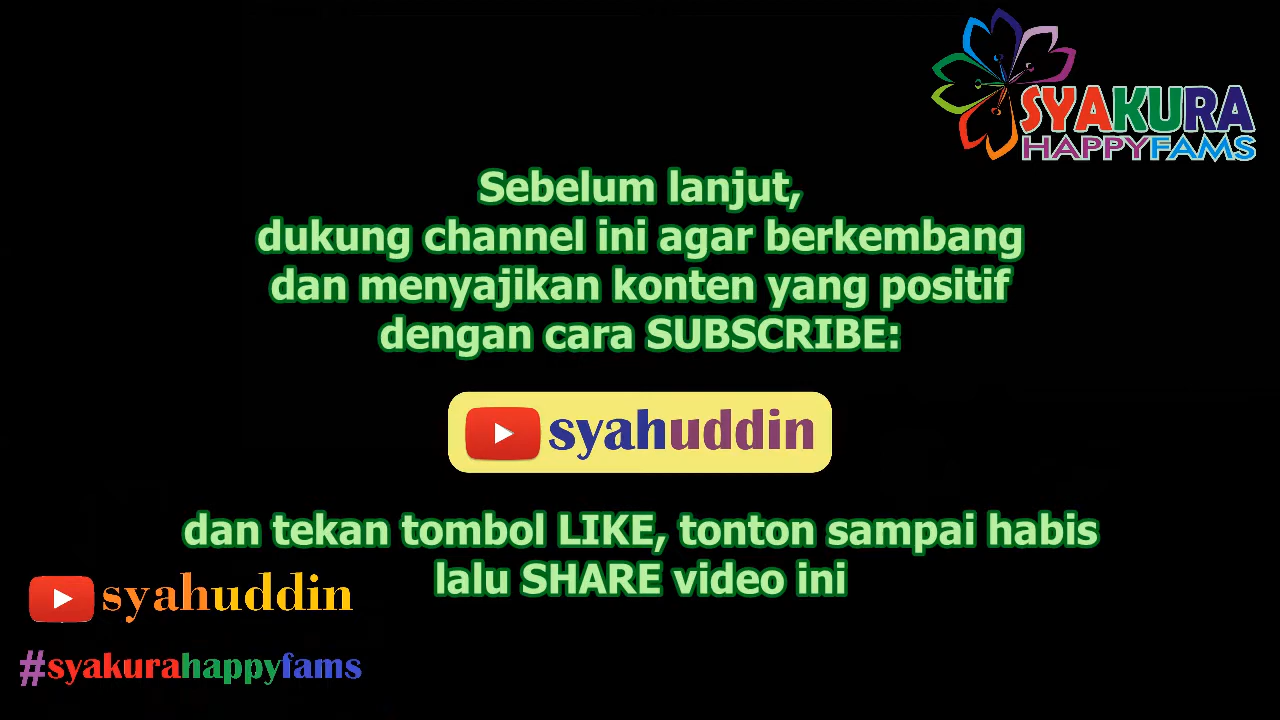 SYAKURA
HAPPYFAMS
Sebelum lanjut,
dukung channel ini agar berkembang
dan menyajikan konten yang positif
dengan cara SUBSCRIBE:
syahuddin
dan tekan tombol LIKE, tonton sampai habis
lalu SHARE video ini
syahuddin
#syakurahappyfams